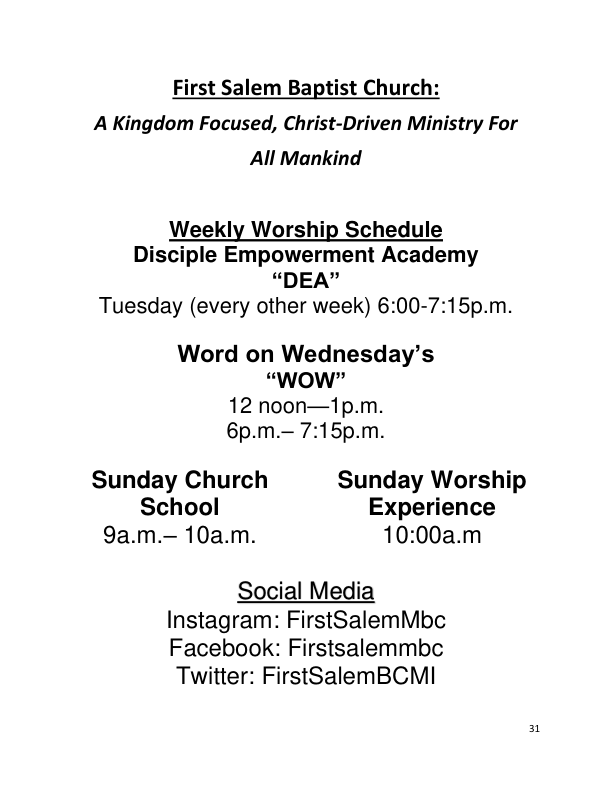 First Salem Baptist Church:
A Kingdom Focused, Christ-Driven Ministry For
All Mankind
Weekly Worship Schedule
Disciple Empowerment Academy
“DEA”
Tuesday (every other week) 6:00-7:15p.m.
Word on Wednesday’s
“WOW”
12 noon—1p.m.
6p.m.– 7:15p.m.
Sunday Church
School
9a.m.– 10a.m.
Sunday Worship
Experience
10:00a.m
Social Media
Instagram: FirstSalemMbc
Facebook: Firstsalemmbc
Twitter: FirstSalemBCMI
31